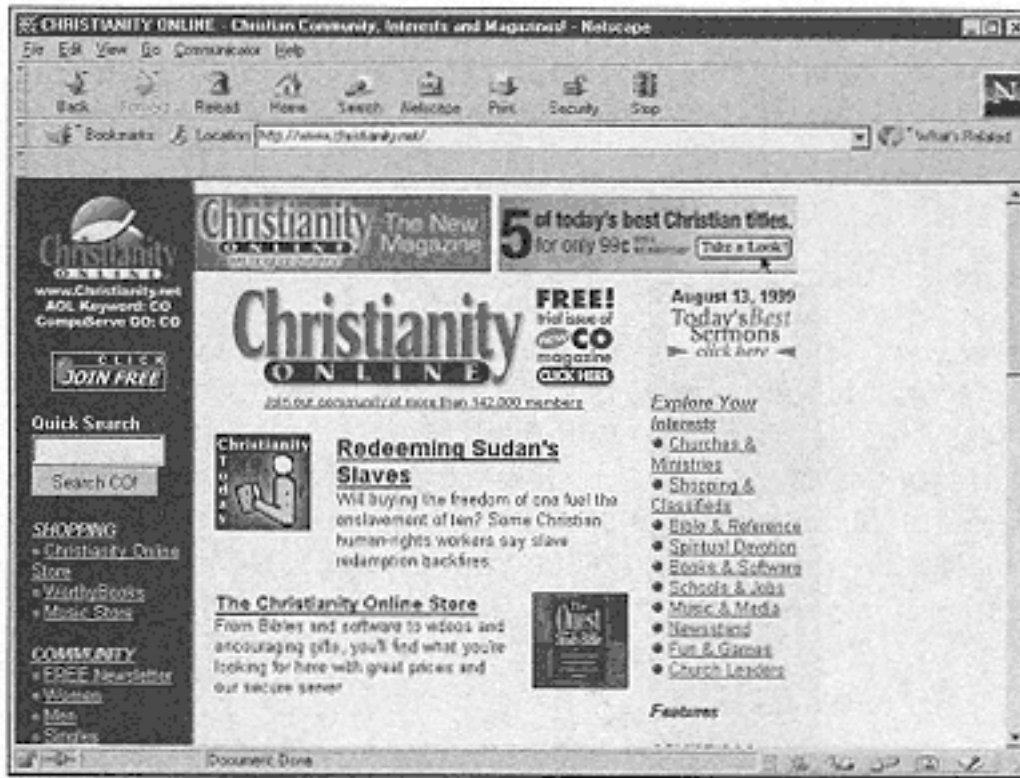 CHRISTIANITY ONLINE - Christian Community, Interests and Magazines! - Netscape
File Edit View Go Communicator Help
Back Forward Reload Home Search Netscape Print Security Stop
Bookmarks Location http://www.christianity.net/ What's Related
Christianity
ONLINE
www.Christianity.net
AOL Keyword: CO
CompuServe GO: CO
CLICK
JOIN FREE
Quick Search
Search CO!
SHOPPING
Christianity Online
Store
WorthyBooks
Music Store
COMMUNITY
FREE Newsletter
Women
Men
Singles
Christianity
ONLINE
The New
Magazine
5 of today's best Christian titles.
for only 99¢
Take a Look!
Christianity
ONLINE
FREE!
trial issue of
NEW CO
magazine
CLICK HERE
Join our community of more than 142,000 members
Christianity
TODAY
Redeeming Sudan's
Slaves
Will buying the freedom of one fuel the
enslavement of ten? Some Christian
human-rights workers say slave
redemption backfires.
The Christianity Online Store
From Bibles and software to videos and
encouraging gifts, you'll find what you're
looking for here with great prices and
our secure server
August 13, 1999
Today's Best
Sermons
click here
Explore Your
Interests
Churches &
Ministries
Shopping &
Classifieds
Bible & Reference
Spiritual Devotion
Books & Software
Schools & Jobs
Music & Media
Newsstand
Fun & Games
Church Leaders
Features
Document: Done